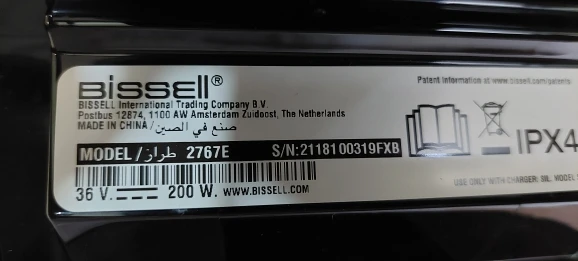 BISSELL®
BISSELL International Trading Company B.V.
Postbus 12874, 1100 AW Amsterdam Zuidoost, The Netherlands
MADE IN CHINA / صنع في الصين
MODEL / طراز 2767E S/N:2118100319FXB
36 V 200 W. WWW.BISSELL.COM
Patent Information at www.bissell.com/patents
IPX4
USE ONLY WITH CHARGER: SIL. MODEL